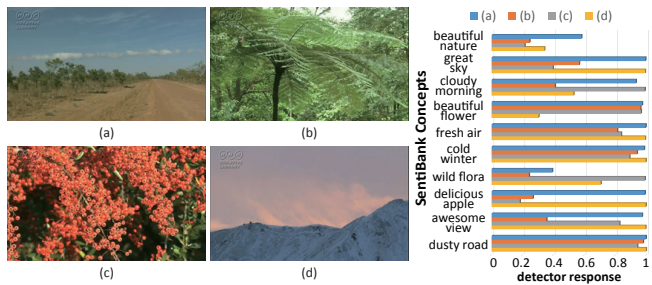 (a) (b) (c) (d)
beautiful
nature
great
sky
cloudy
morning
beautiful
flower
fresh air
cold
winter
wild flora
delicious
apple
awesome
view
dusty road
SentiBank Concepts
0 0.2 0.4 0.6 0.8 1
detector response
(a)
(b)
(c)
(d)